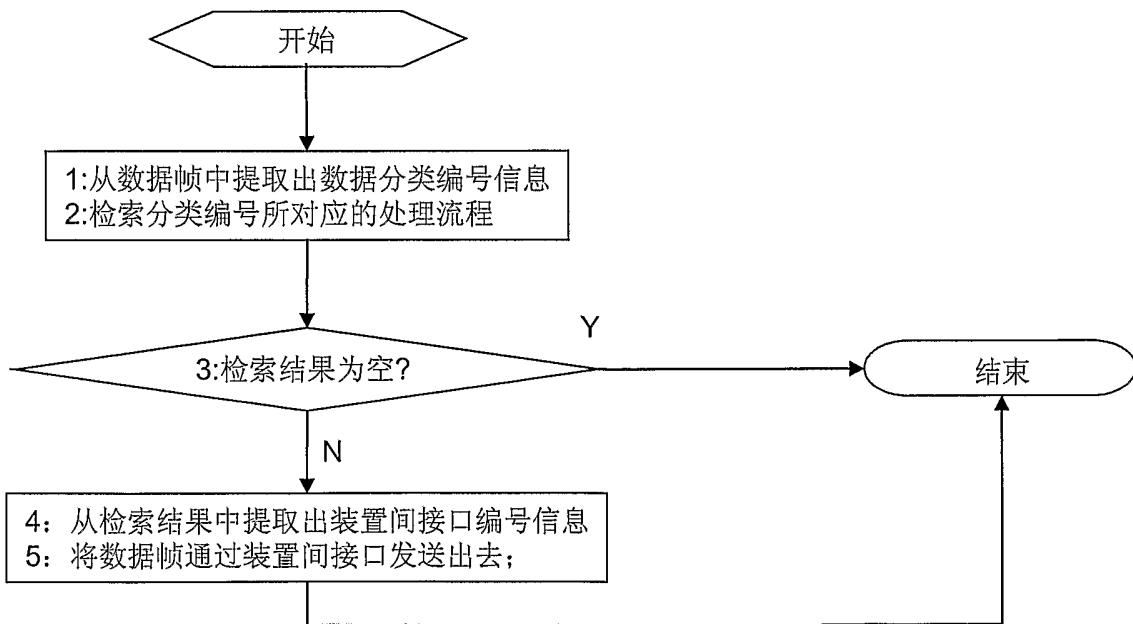 开始
1:从数据帧中提取出数据分类编号信息
2:检索分类编号所对应的处理流程
3:检索结果为空?
Y
结束
N
4：从检索结果中提取出装置间接口编号信息
5：将数据帧通过装置间接口发送出去；